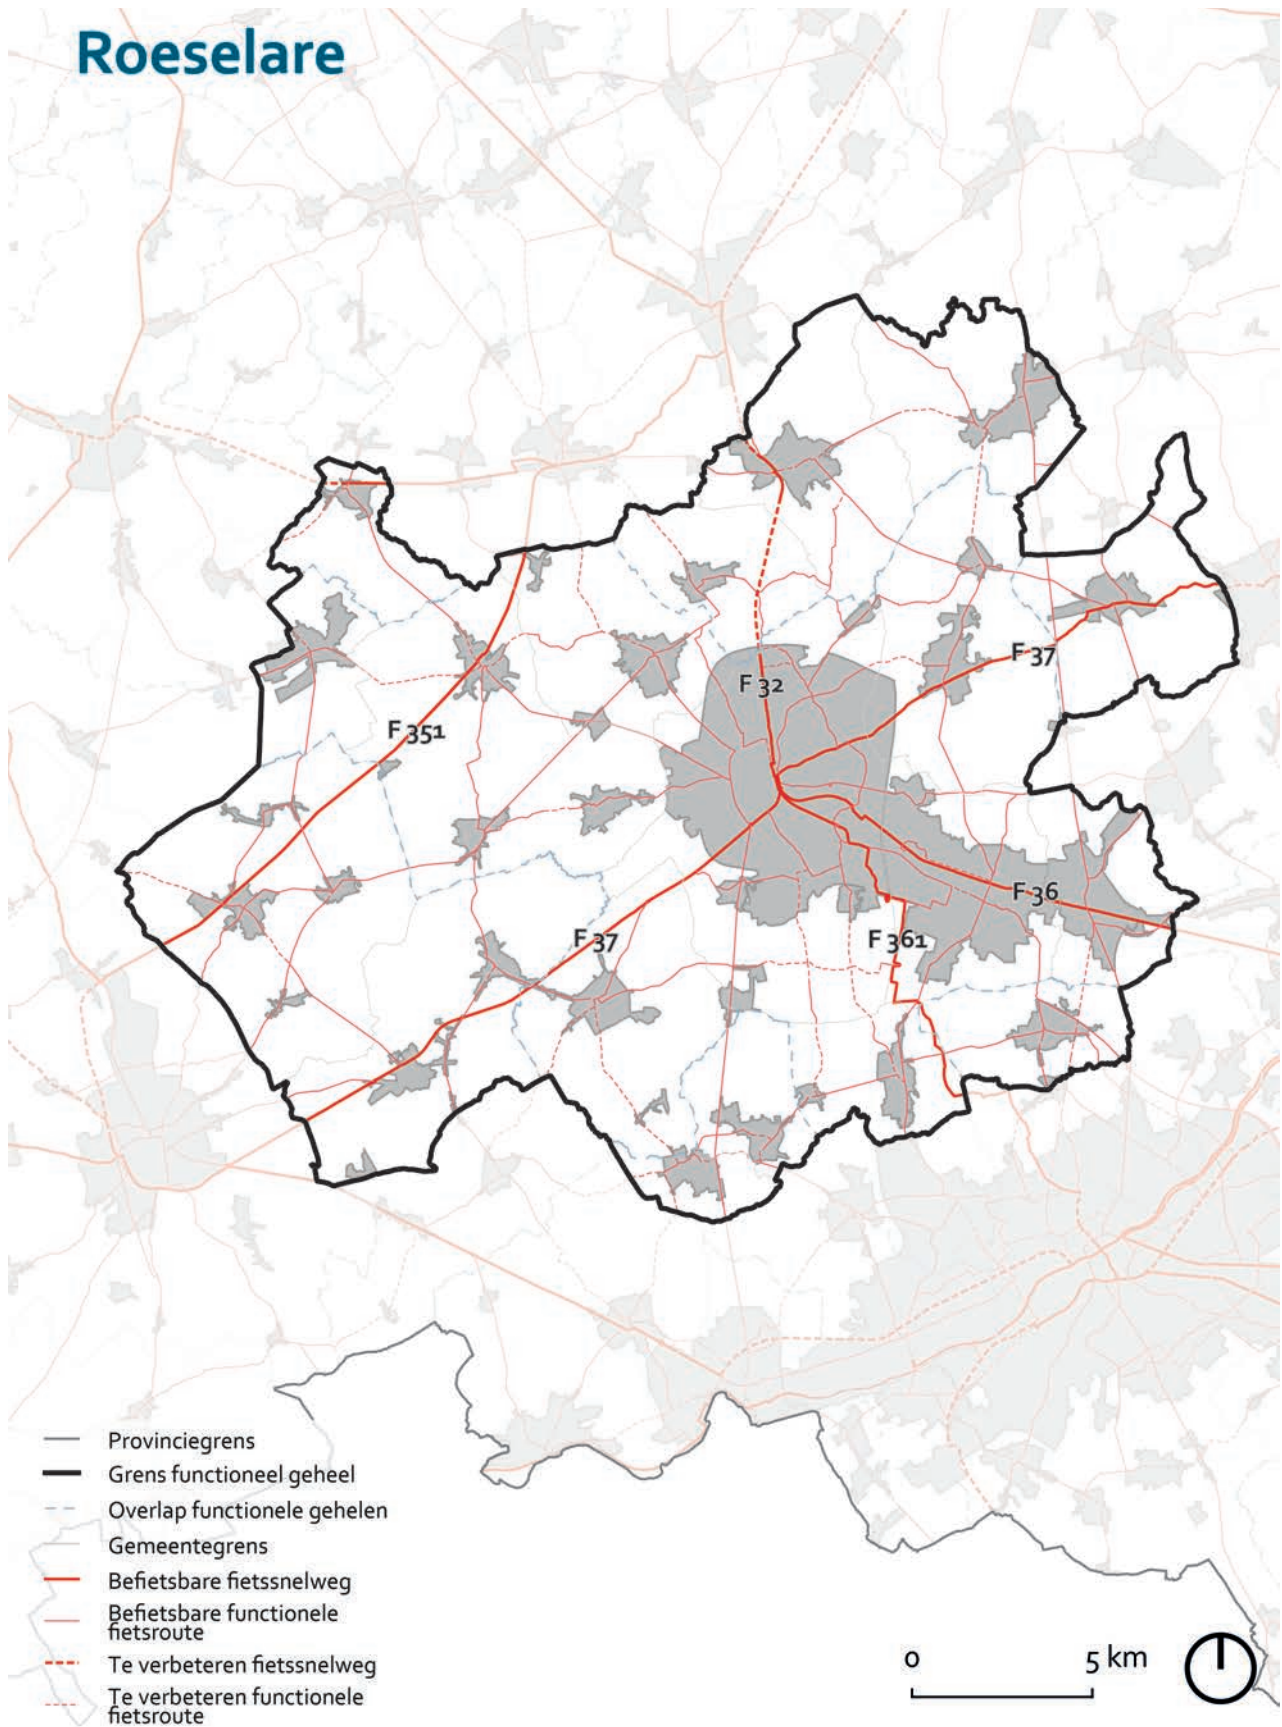 Roeselare
F 37
F 32
F 351
F 36
F 37
F 361
Provinciegrens
Grens functioneel geheel
Overlap functionele gehelen
Gemeentegrens
Befietsbare fietssnelweg
Befietsbare functionele
fietsroute
Te verbeteren fietssnelweg
Te verbeteren functionele
fietsroute
0 5 km